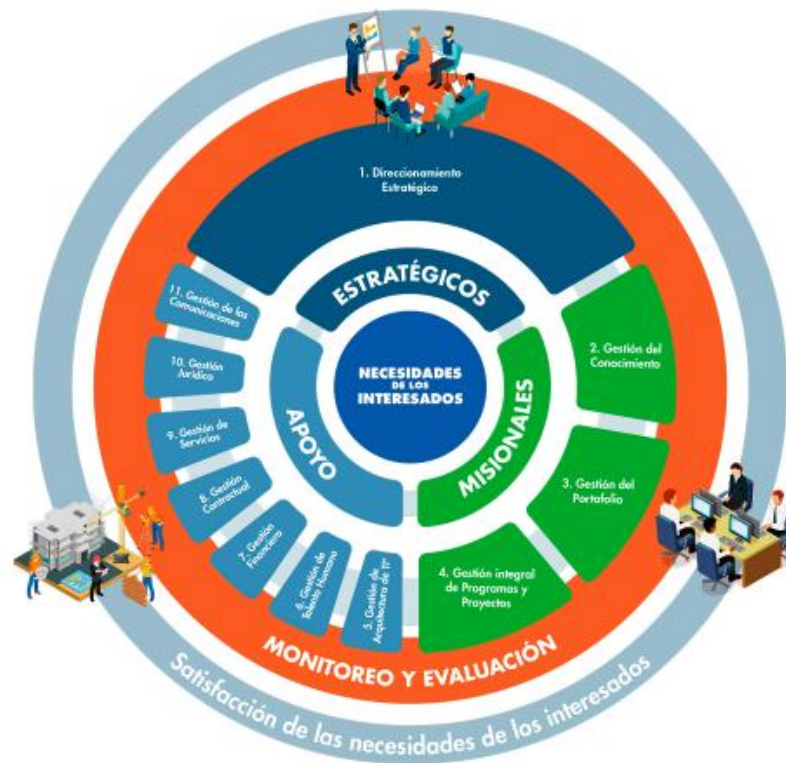 1. Direccionamiento
Estratégico
ESTRATÉGICOS
NECESIDADES
DE LOS
INTERESADOS
MISIONALES
2. Gestión del
Conocimiento
3. Gestión del
Portafolio
4. Gestión integral
de Programas y
Proyectos
APOYO
5. Gestión de
Arquitectura de TI*
6. Gestión de
Talento Humano
7. Gestión
Financiera
8. Gestión
Contractual
9. Gestión de
Servicios
10. Gestión
Jurídica
11. Gestión de las
Comunicaciones
MONITOREO Y EVALUACIÓN
Satisfacción de las necesidades de los interesados